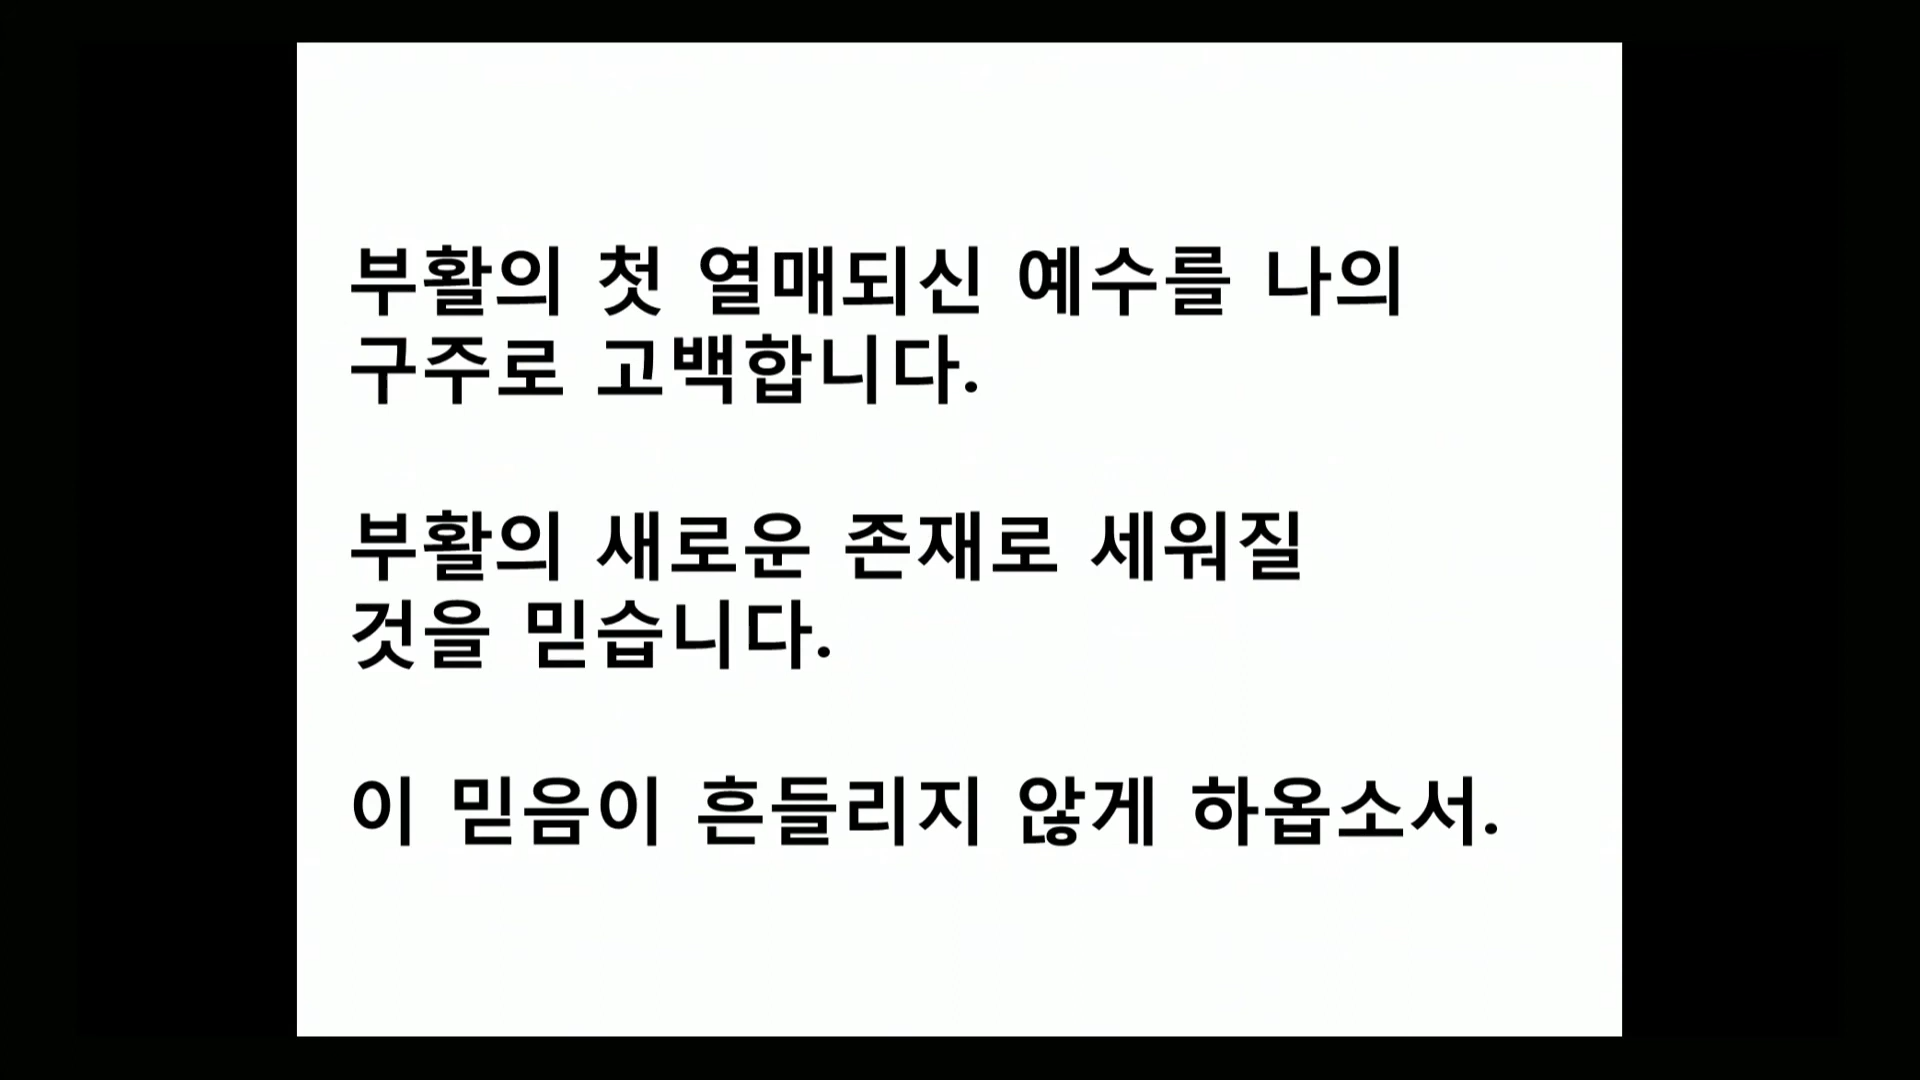 부활의 첫 열매되신 예수를 나의
구주로 고백합니다.
부활의 새로운 존재로 세워질
것을 믿습니다.
이 믿음이 흔들리지 않게 하옵소서.